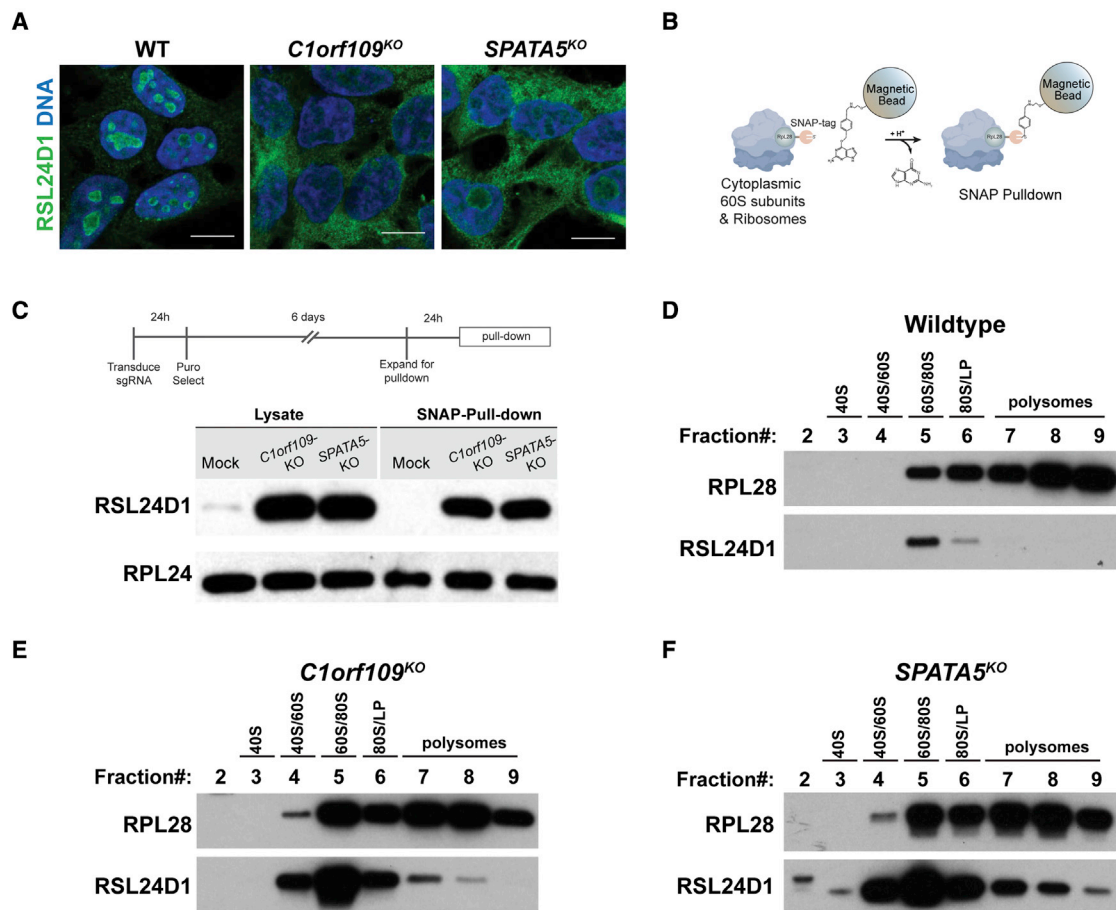 A
WT C1orf109KO SPATA5KO
RSL24D1 DNA
B
Magnetic Bead
Magnetic Bead
SNAP-tag
RpL28
+ H+
RpL28
Cytoplasmic
60S subunits
& Ribosomes
SNAP Pulldown
C
24h 6 days 24h
pull-down
Transduce sgRNA
Puro Select
Expand for pulldown
Lysate SNAP-Pull-down
Mock C1orf109-KO SPATA5-KO Mock C1orf109-KO SPATA5-KO
RSL24D1
RPL24
D
Wildtype
40S 40S/60S 60S/80S 80S/LP polysomes
Fraction#: 2 3 4 5 6 7 8 9
RPL28
RSL24D1
E
C1orf109KO
40S 40S/60S 60S/80S 80S/LP polysomes
Fraction#: 2 3 4 5 6 7 8 9
RPL28
RSL24D1
F
SPATA5KO
40S 40S/60S 60S/80S 80S/LP polysomes
Fraction#: 2 3 4 5 6 7 8 9
RPL28
RSL24D1